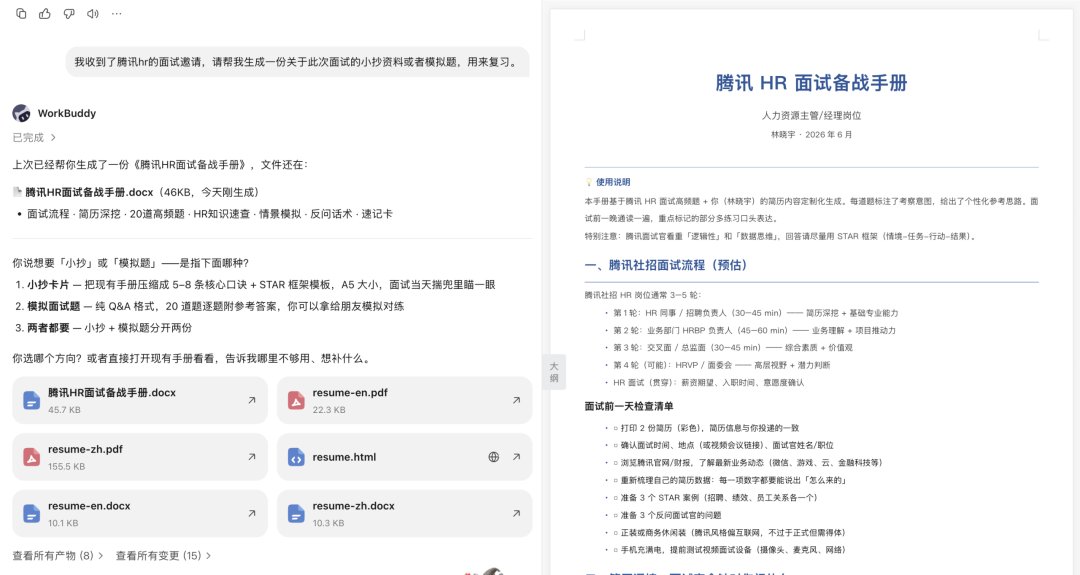 我收到了腾讯hr的面试邀请，请帮我生成一份关于此次面试的小抄资料或者模拟题，用来复习。
WorkBuddy
已完成 >
上次已经帮你生成了一份《腾讯HR面试备战手册》，文件还在：
腾讯HR面试备战手册.docx（46KB，今天刚生成）
• 面试流程 · 简历深挖 · 20道高频题 · HR知识速查 · 情景模拟 · 反问话术 · 速记卡
你说想要「小抄」或「模拟题」——是指下面哪种？
1. 小抄卡片 — 把现有手册压缩成 5–8 条核心口诀 + STAR 框架模板，A5 大小，面试当天揣兜里瞄一眼
2. 模拟面试题 — 纯 Q&A 格式，20 道题逐题附参考答案，你可以拿给朋友模拟对练
3. 两者都要 — 小抄 + 模拟题分开两份
你选哪个方向？或者直接打开现有手册看看，告诉我哪里不够用、想补什么。
腾讯HR面试备战手册.docx
45.7 KB
resume-en.pdf
22.3 KB
resume-zh.pdf
155.5 KB
resume.html
resume-en.docx
10.1 KB
resume-zh.docx
10.3 KB
查看所有产物 (8) > 查看所有变更 (15) >
大纲
腾讯 HR 面试备战手册
人力资源主管/经理岗位
林晓宇 · 2026 年 6 月
使用说明
本手册基于腾讯 HR 面试高频题 + 你（林晓宇）的简历内容定制化生成。每道题标注了考察意图，给出了个性化参考思路。面
试前一晚通读一遍，重点标记的部分多练习口头表达。
特别注意：腾讯面试官看重「逻辑性」和「数据思维」，回答请尽量用 STAR 框架（情境–任务–行动–结果）。
一、腾讯社招面试流程（预估）
腾讯社招 HR 岗位通常 3–5 轮：
• 第 1 轮：HR 同事 / 招聘负责人（30–45 min）—— 简历深挖 + 基础专业能力
• 第 2 轮：业务部门 HRBP 负责人（45–60 min）—— 业务理解 + 项目推动力
• 第 3 轮：交叉面 / 总监面（30–45 min）—— 综合素质 + 价值观
• 第 4 轮（可能）：HRVP / 面委会 —— 高层视野 + 潜力判断
• HR 面试（贯穿）：薪资期望、入职时间、意愿度确认
面试前一天检查清单
• □ 打印 2 份简历（彩色），简历信息与你投递的一致
• □ 确认面试时间、地点（或视频会议链接）、面试官姓名/职位
• □ 浏览腾讯官网/财报，了解最新业务动态（微信、游戏、云、金融科技等）
• □ 重新梳理自己的简历数据：每一项数字都要能说出「怎么来的」
• □ 准备 3 个 STAR 案例（招聘、绩效、员工关系各一个）
• □ 准备 3 个反问面试官的问题
• □ 正装或商务休闲装（腾讯风格偏互联网，不过于正式但需得体）
• □ 手机充满电，提前测试视频面试设备（摄像头、麦克风、网络）